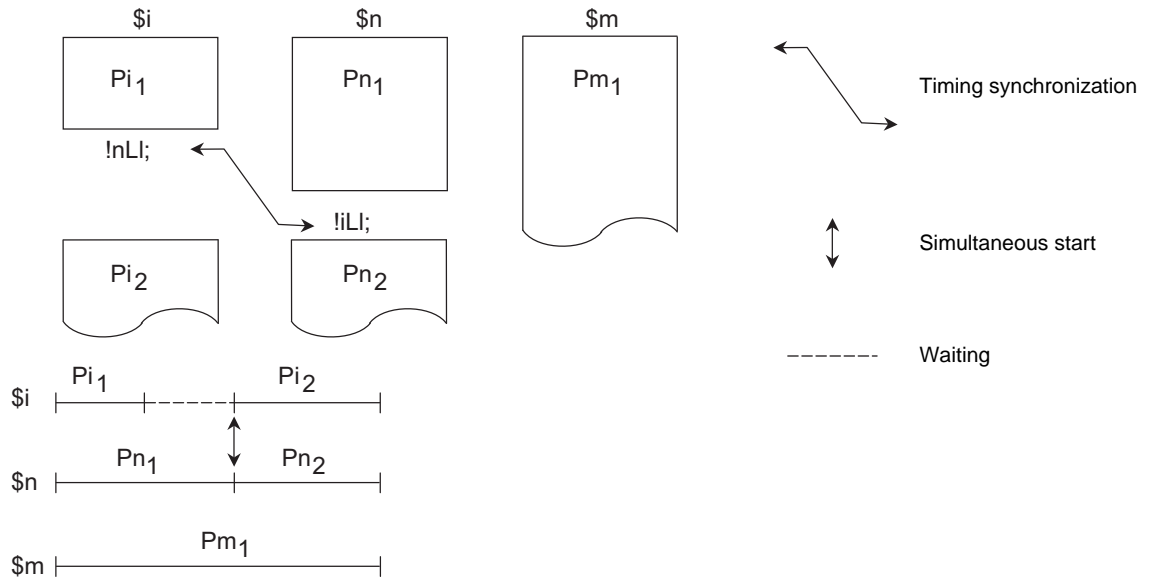 $i $n $m
Pi1 Pn1 Pm1
Timing synchronization
!nLl;
!iLl;
Simultaneous start
Pi2 Pn2
Waiting
Pi1 Pi2
$i
Pn1 Pn2
$n
Pm1
$m